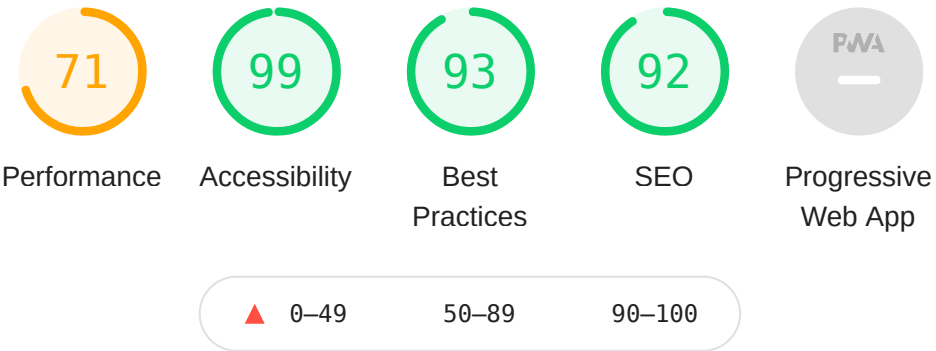 71 99 93 92 PWA
Performance Accessibility Best SEO Progressive
Practices Web App
0–49 50–89 90–100